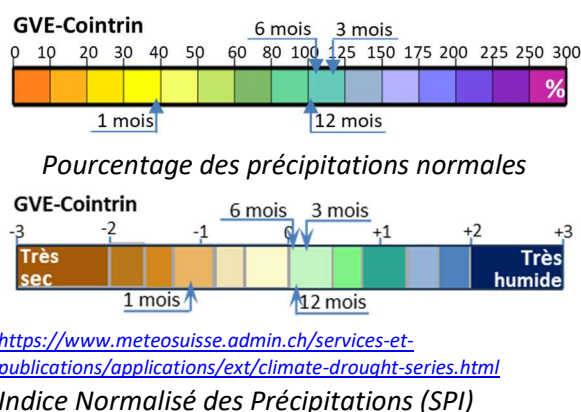 GVE-Cointrin
6 mois 3 mois
0 10 20 30 40 50 60 80 100 125 150 175 200 225 250 300
%
1 mois 12 mois
Pourcentage des précipitations normales
GVE-Cointrin
6 mois 3 mois
-3 -2 -1 0 +1 +2 +3
Très Très
sec humide
1 mois 12 mois
https://www.meteosuisse.admin.ch/services-et-
publications/applications/ext/climate-drought-series.html
Indice Normalisé des Précipitations (SPI)